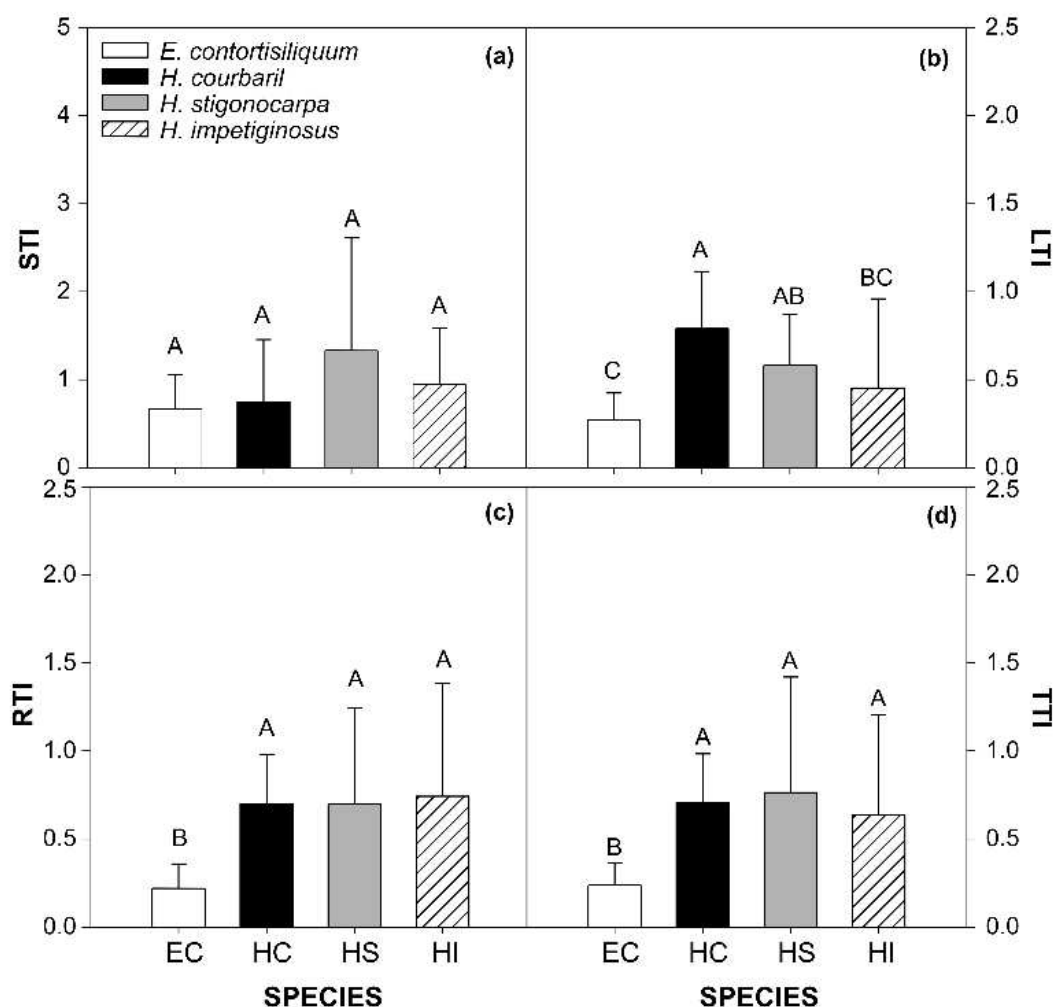 5
4
3
2
1
0
STI
E. contortisiliquum
H. courbaril
H. stigonocarpa
H. impetiginosus
(a)
A
A
A
A
(b)
C
A
AB
BC
2.5
2.0
1.5
1.0
0.5
0.0
LTI
2.5
2.0
1.5
1.0
0.5
0.0
RTI
(c)
B
A
A
A
EC HC HS HI
SPECIES
(d)
B
A
A
A
EC HC HS HI
SPECIES
2.5
2.0
1.5
1.0
0.5
0.0
TTI